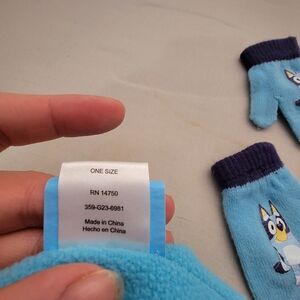 ONE SIZE
RN 14750
359-G23-6981
Made in China
Hecho en China